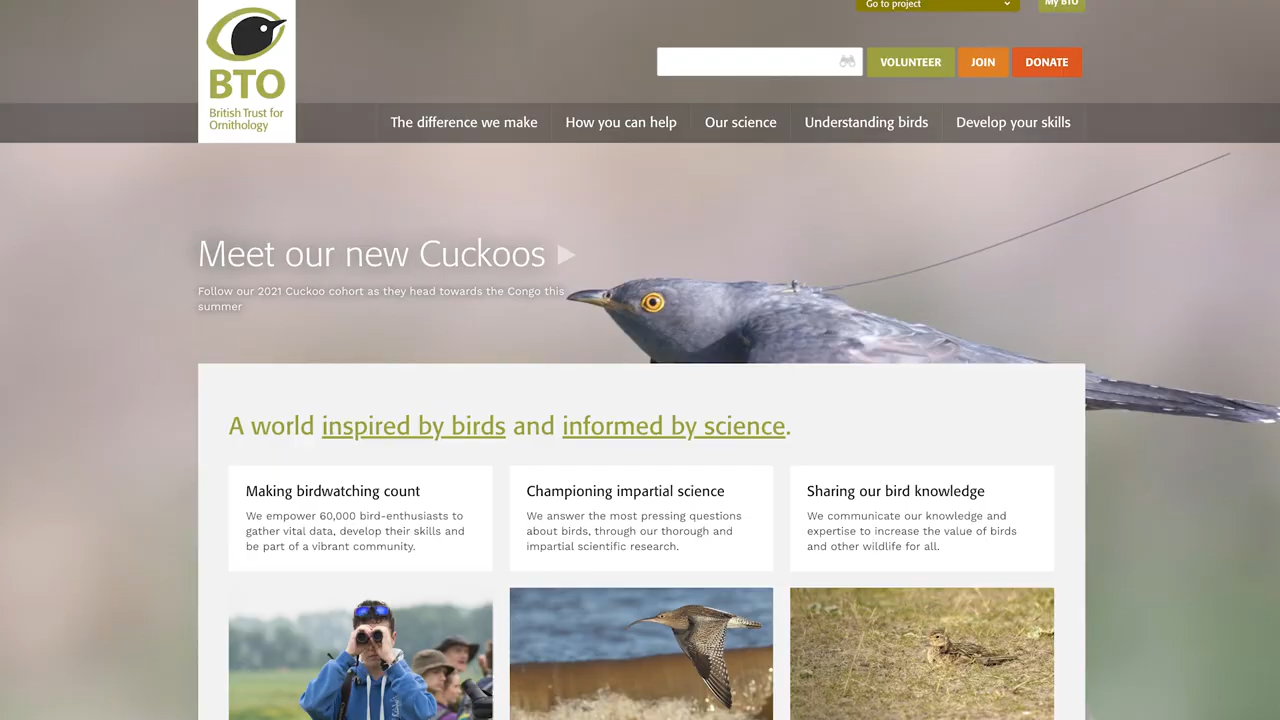 Go to project
My BTO
VOLUNTEER
JOIN
DONATE
BTO
British Trust for
Ornithology
The difference we make
How you can help
Our science
Understanding birds
Develop your skills
Meet our new Cuckoos
Follow our 2021 Cuckoo cohort as they head towards the Congo this
summer
A world inspired by birds and informed by science.
Making birdwatching count
We empower 60,000 bird-enthusiasts to
gather vital data, develop their skills and
be part of a vibrant community.
Championing impartial science
We answer the most pressing questions
about birds, through our thorough and
impartial scientific research.
Sharing our bird knowledge
We communicate our knowledge and
expertise to increase the value of birds
and other wildlife for all.